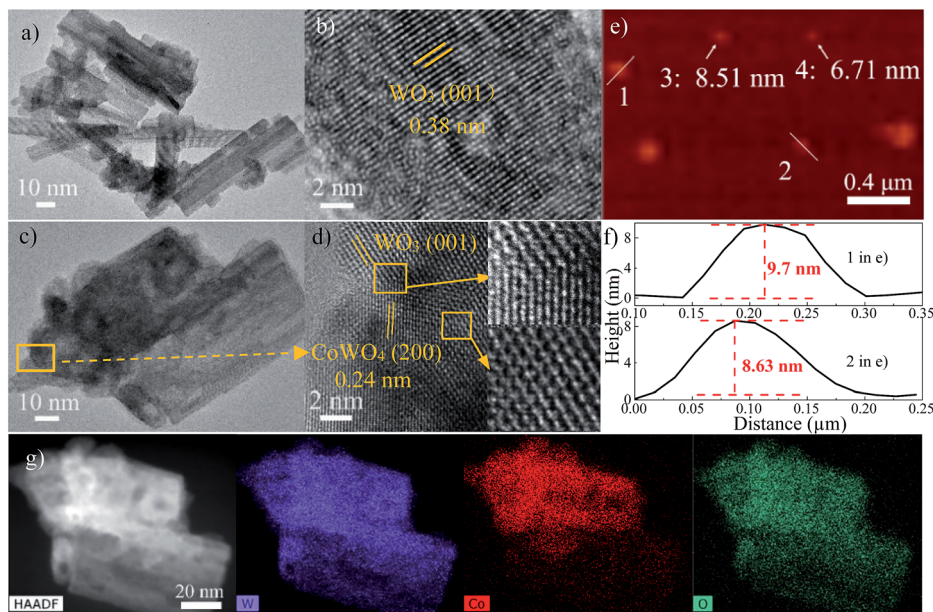 a)
10 nm
b)
WO3 (001)
0.38 nm
2 nm
e)
1
3: 8.51 nm
4: 6.71 nm
2
0.4 μm
c)
10 nm
d)
WO3 (001)
CoWO4 (200)
0.24 nm
2 nm
f)
Height (nm)
8
4
0
1 in e)
9.7 nm
0.10 0.15 0.20 0.25 0.30 0.35
8
4
0
2 in e)
8.63 nm
0.00 0.05 0.10 0.15 0.20 0.25
Distance (μm)
g)
20 nm
HAADF
W
Co
O